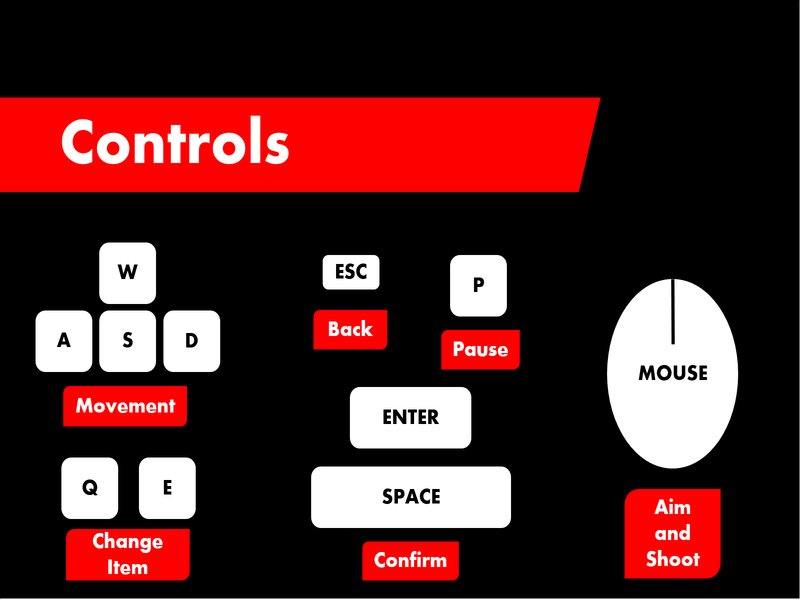 Controls
W
A S D
Movement
Q E
Change
Item
ESC
Back
P
Pause
ENTER
SPACE
Confirm
MOUSE
Aim
and
Shoot